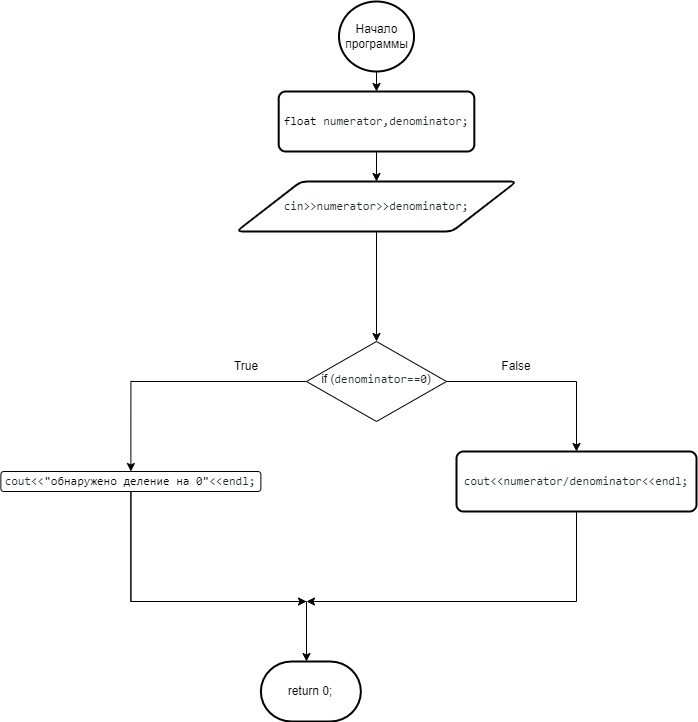 Начало
программы
float numerator,denominator;
cin>>numerator>>denominator;
True
False
if (denominator==0)
cout<<"обнаружено деление на 0"<<endl;
cout<<numerator/denominator<<endl;
return 0;